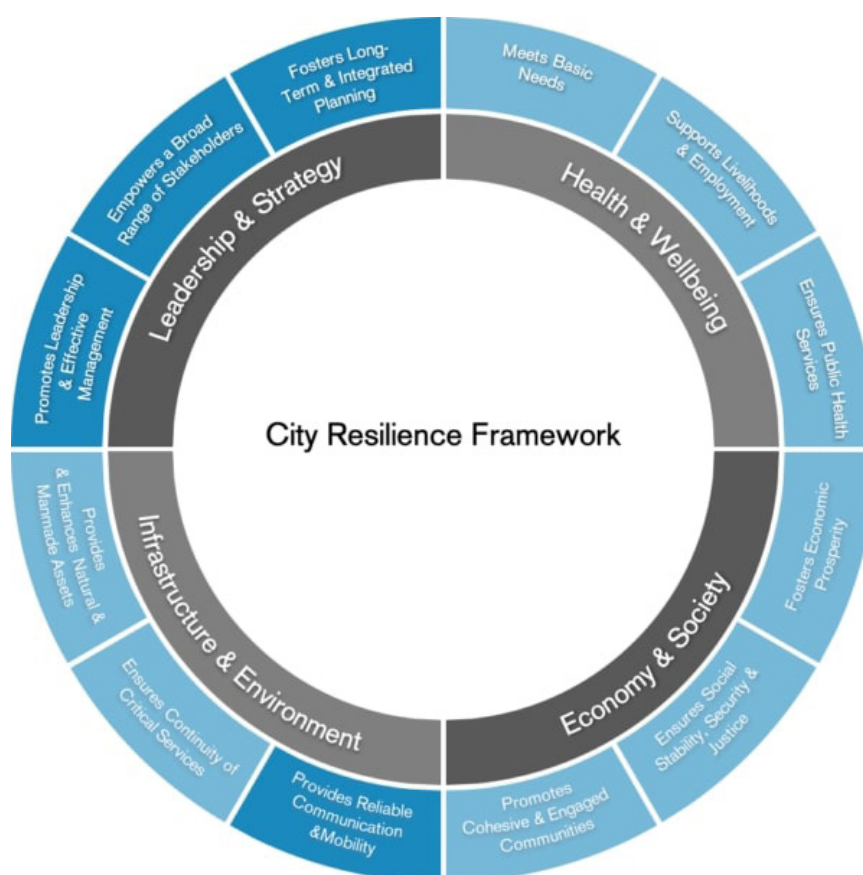 Fosters Long-
Term & Integrated
Planning
Meets Basic
Needs
Empowers a Broad
Range of Stakeholders
Supports Livelihoods
& Employment
Leadership & Strategy
Health & Wellbeing
Promotes Leadership
& Effective
Management
Ensures Public Health
Services
City Resilience Framework
Provides
& Enhances Natural &
Manmade Assets
Fosters Economic
Prosperity
Infrastructure & Environment
Economy & Society
Ensures Continuity of
Critical Services
Ensures Social
Stability, Security &
Justice
Provides Reliable
Communication
&Mobility
Promotes
Cohesive & Engaged
Communities